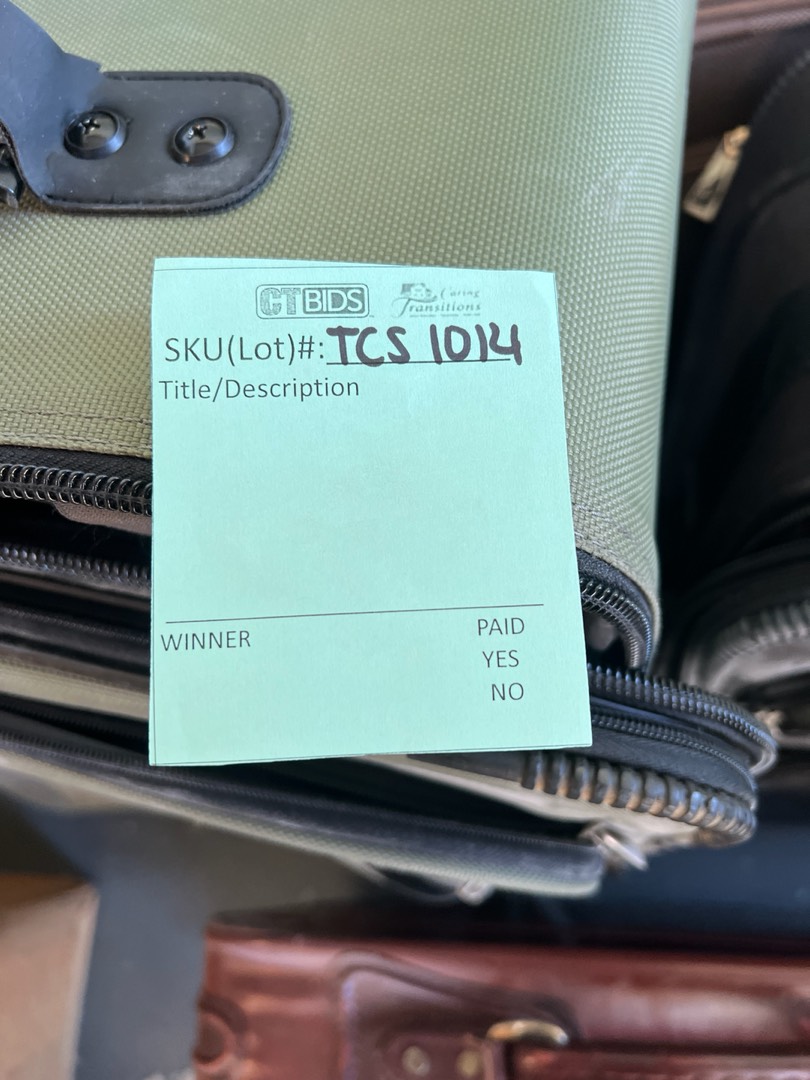 CTBIDS Caring Transitions
SKU(Lot)#: TCS 1014
Title/Description
WINNER PAID
YES
NO